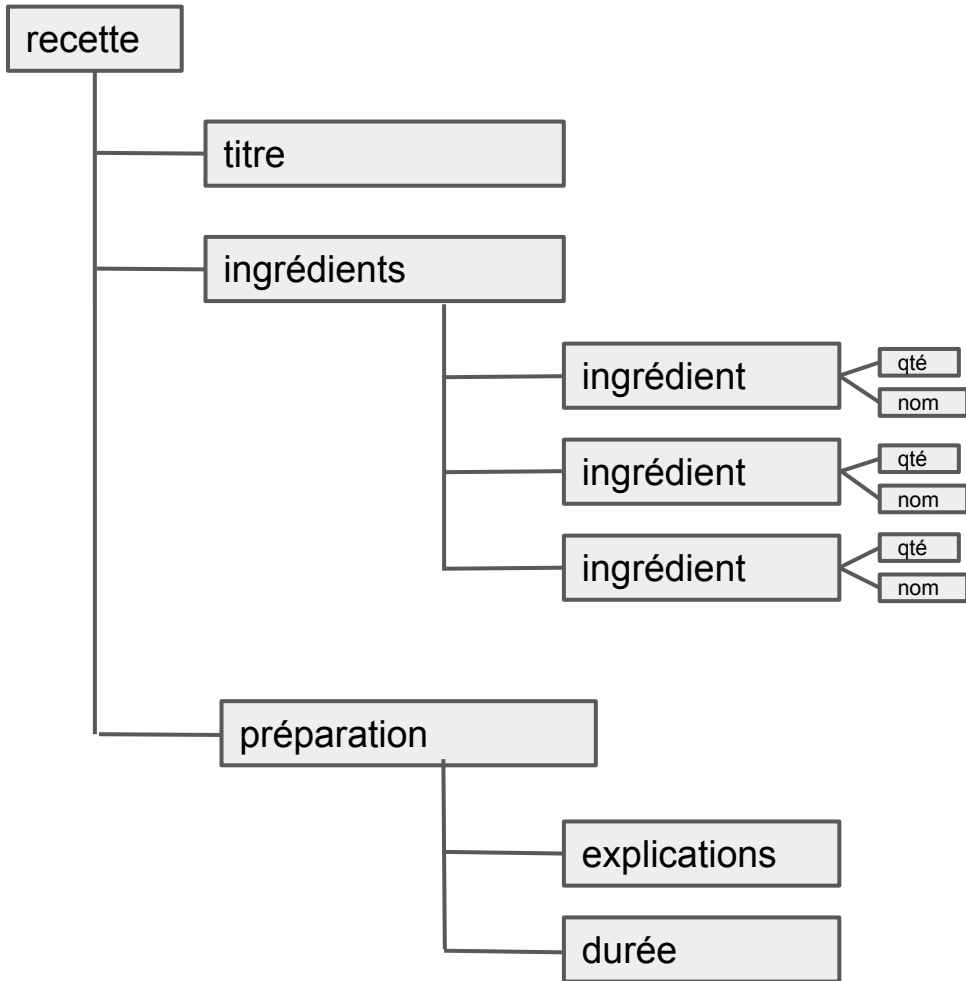 recette
titre
ingrédients
ingrédient
qté
nom
ingrédient
qté
nom
ingrédient
qté
nom
préparation
explications
durée